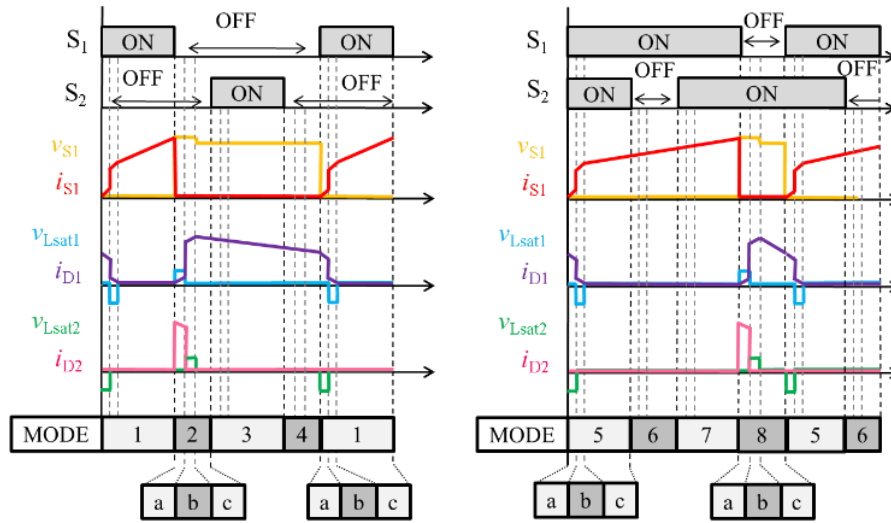 OFF
S1 ON ON
OFF OFF
S2 ON
vS1
iS1
vLsat1
iD1
vLsat2
iD2
MODE 1 2 3 4 1
a b c a b c
OFF
S1 ON ON
OFF OFF
S2 ON ON
vS1
iS1
vLsat1
iD1
vLsat2
iD2
MODE 5 6 7 8 5 6
a b c a b c